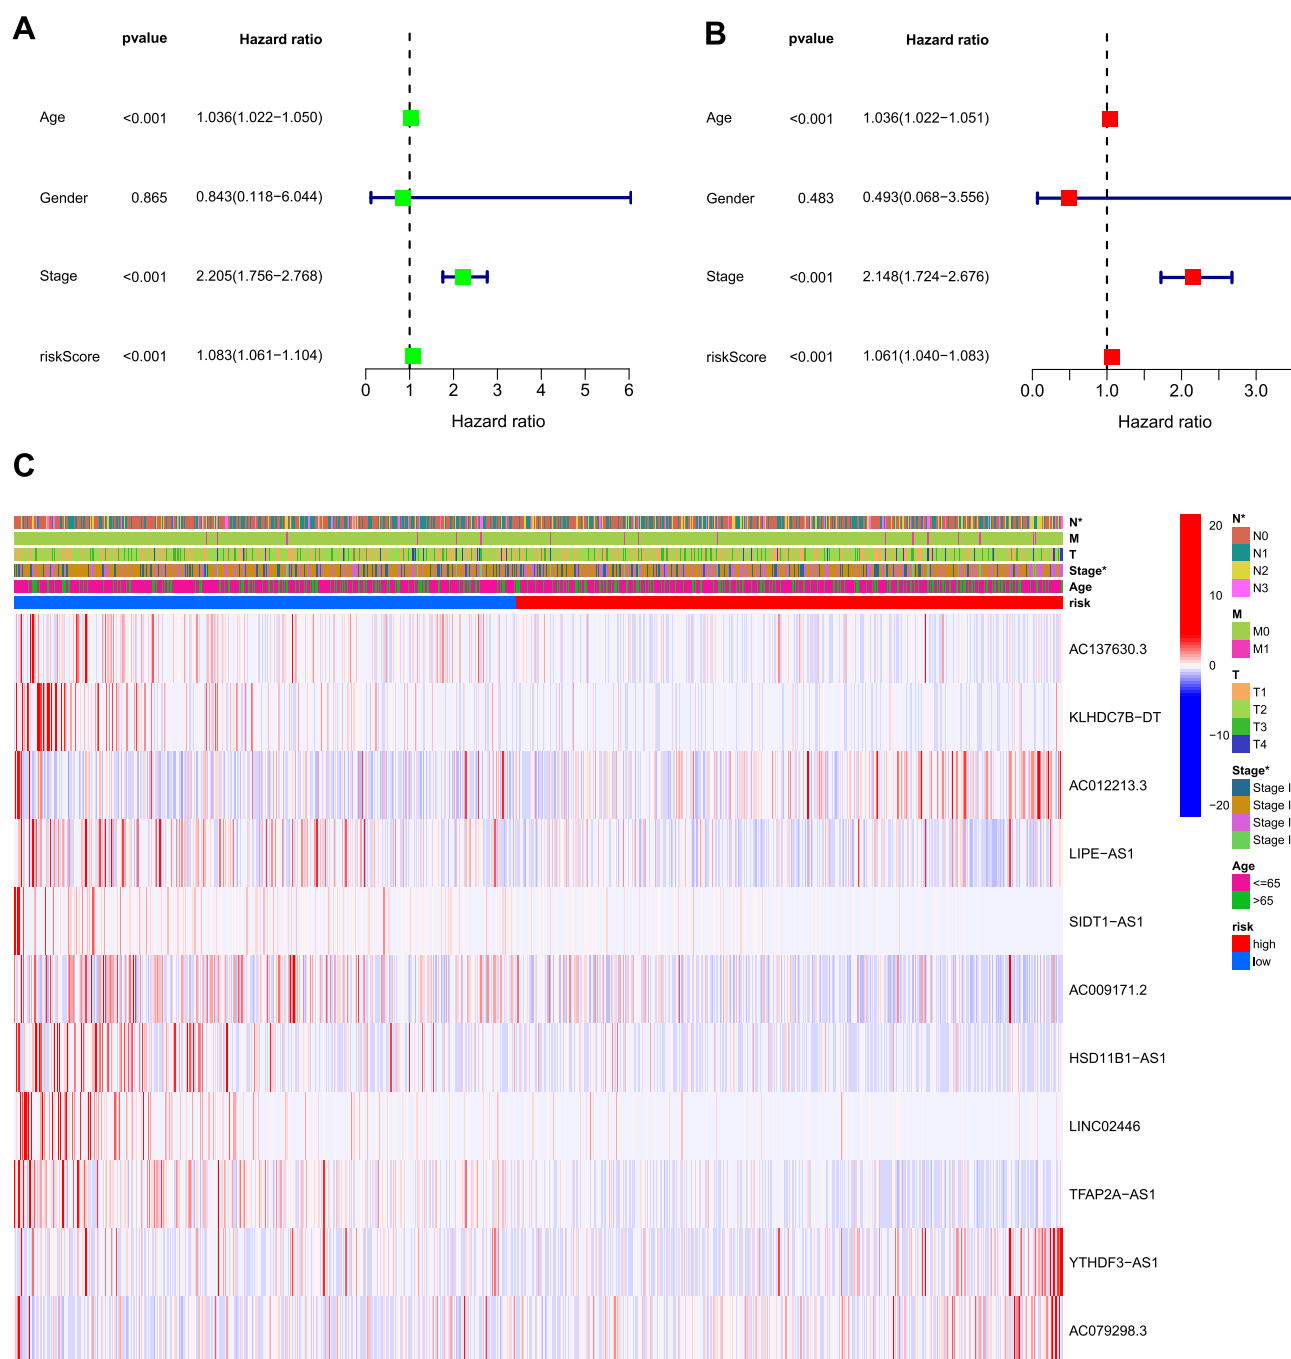 A
pvalue Hazard ratio
Age <0.001 1.036(1.022−1.050)
Gender 0.865 0.843(0.118−6.044)
Stage <0.001 2.205(1.756−2.768)
riskScore <0.001 1.083(1.061−1.104)
0 1 2 3 4 5 6
Hazard ratio
B
pvalue Hazard ratio
Age <0.001 1.036(1.022−1.051)
Gender 0.483 0.493(0.068−3.556)
Stage <0.001 2.148(1.724−2.676)
riskScore <0.001 1.061(1.040−1.083)
0.0 1.0 2.0 3.0
Hazard ratio
C
N*
M
T
Stage*
Age
risk
AC137630.3
KLHDC7B−DT
AC012213.3
LIPE−AS1
SIDT1−AS1
AC009171.2
HSD11B1−AS1
LINC02446
TFAP2A−AS1
YTHDF3−AS1
AC079298.3
20
10
0
−10
−20
N*
N0
N1
N2
N3
M
M0
M1
T
T1
T2
T3
T4
Stage*
Stage I
Stage I
Stage I
Stage I
Age
<=65
>65
risk
high
low